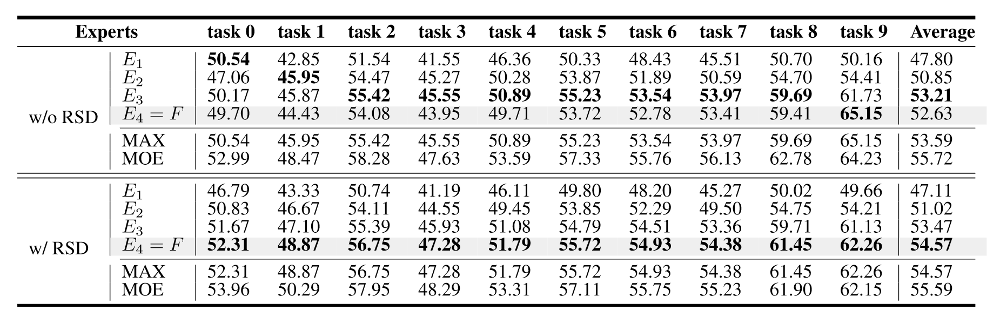 Experts task 0 task 1 task 2 task 3 task 4 task 5 task 6 task 7 task 8 task 9 Average
w/o RSD
E1 50.54 42.85 51.54 41.55 46.36 50.33 48.43 45.51 50.70 50.16 47.80
E2 47.06 45.95 54.47 45.27 50.28 53.87 51.89 50.59 54.70 54.41 50.85
E3 50.17 45.87 55.42 45.55 50.89 55.23 53.54 53.97 59.69 61.73 53.21
E4 = F 49.70 44.43 54.08 43.95 49.71 53.72 52.78 53.41 59.41 65.15 52.63
MAX 50.54 45.95 55.42 45.55 50.89 55.23 53.54 53.97 59.69 65.15 53.59
MOE 52.99 48.47 58.28 47.63 53.59 57.33 55.76 56.13 62.78 64.23 55.72
w/ RSD
E1 46.79 43.33 50.74 41.19 46.11 49.80 48.20 45.27 50.02 49.66 47.11
E2 50.83 46.67 54.11 44.55 49.45 53.85 52.29 49.50 54.75 54.21 51.02
E3 51.67 47.10 55.39 45.93 51.08 54.79 54.51 53.36 59.71 61.13 53.47
E4 = F 52.31 48.87 56.75 47.28 51.79 55.72 54.93 54.38 61.45 62.26 54.57
MAX 52.31 48.87 56.75 47.28 51.79 55.72 54.93 54.38 61.45 62.26 54.57
MOE 53.96 50.29 57.95 48.29 53.31 57.11 55.75 55.23 61.90 62.15 55.59